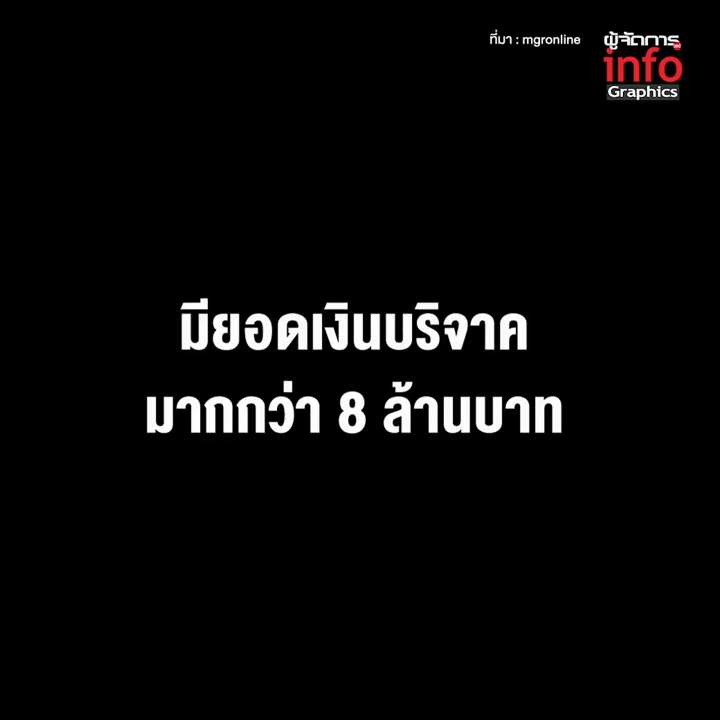 ที่มา : mgronline
ผู้จัดการ
info
Graphics
มียอดเงินบริจาค
มากกว่า 8 ล้านบาท